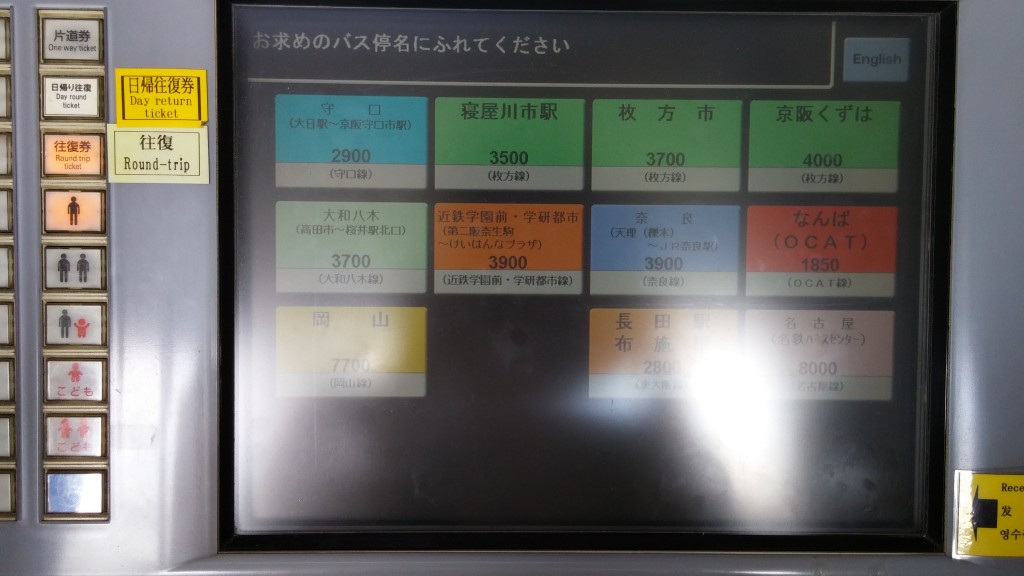 片道券
One way ticket
日帰り往復
Day round
ticket
日帰往復券
Day return
ticket
往復券
Round trip
ticket
往復
Round-trip
こども
こども
お求めのバス停名にふれてください
English
守 口
(大日駅～京阪守口市駅)
2900
(守口線)
寝屋川市駅
3500
(枚方線)
枚 方 市
3700
(枚方線)
京阪くずは
4000
(枚方線)
大和八木
(高田市～桜井駅北口)
3700
(大和八木線)
近鉄学園前・学研都市
(第二阪奈生駒
～けいはんなプラザ)
3900
(近鉄学園前・学研都市線)
奈 良
(天理(櫟本)
～JR奈良駅)
3900
(奈良線)
なんば
(OCAT)
1850
(OCAT線)
岡 山
7700
(岡山線)
長 田 駅
布 施
2800
名 古 屋
(名鉄バスセンター)
8000
名古屋線)
Rece
发
영수